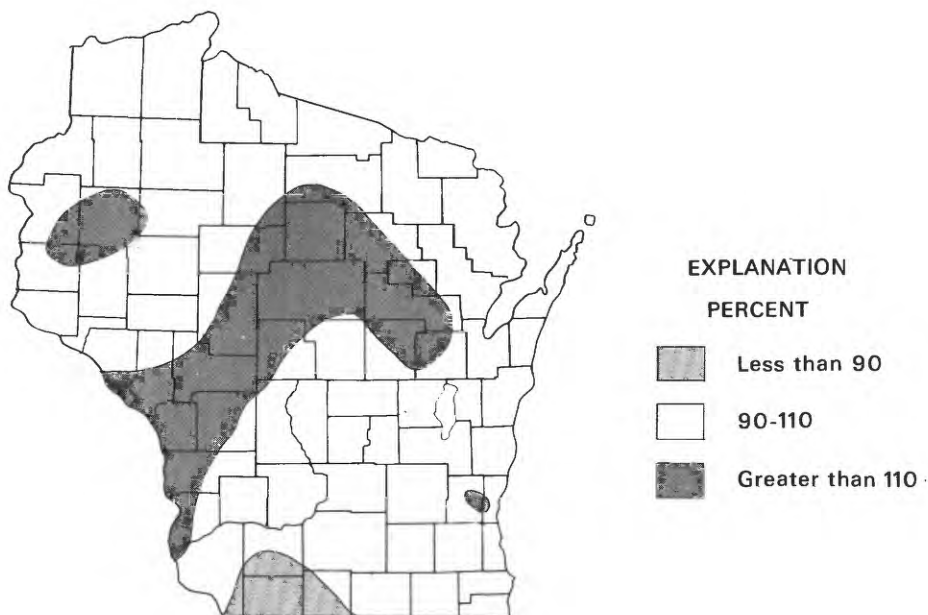 EXPLANATION
PERCENT
Less than 90
90-110
Greater than 110